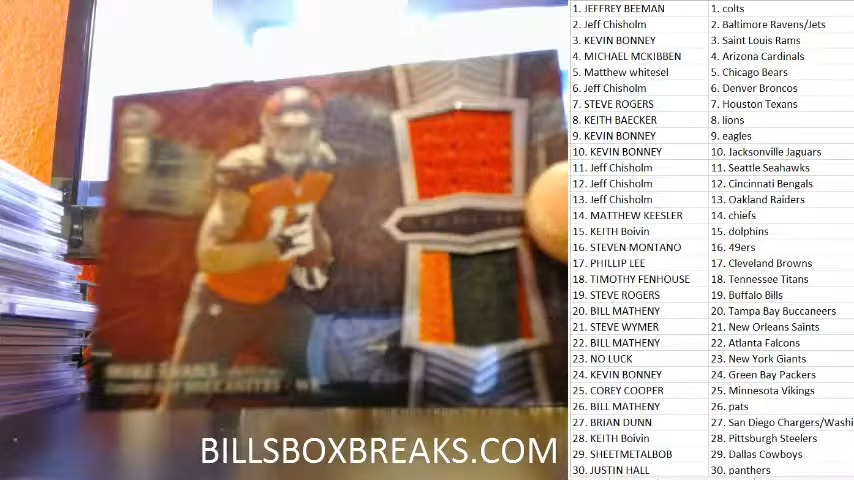 1. JEFFREY BEEMAN 1. colts
2. Jeff Chisholm 2. Baltimore Ravens/Jets
3. KEVIN BONNEY 3. Saint Louis Rams
4. MICHAEL MCKIBBEN 4. Arizona Cardinals
5. Matthew whitesel 5. Chicago Bears
6. Jeff Chisholm 6. Denver Broncos
7. STEVE ROGERS 7. Houston Texans
8. KEITH BAECKER 8. lions
9. KEVIN BONNEY 9. eagles
10. KEVIN BONNEY 10. Jacksonville Jaguars
11. Jeff Chisholm 11. Seattle Seahawks
12. Jeff Chisholm 12. Cincinnati Bengals
13. Jeff Chisholm 13. Oakland Raiders
14. MATTHEW KEESLER 14. chiefs
15. KEITH Boivin 15. dolphins
16. STEVEN MONTANO 16. 49ers
17. PHILLIP LEE 17. Cleveland Browns
18. TIMOTHY FENHOUSE 18. Tennessee Titans
19. STEVE ROGERS 19. Buffalo Bills
20. BILL MATHENY 20. Tampa Bay Buccaneers
21. STEVE WYMER 21. New Orleans Saints
22. BILL MATHENY 22. Atlanta Falcons
23. NO LUCK 23. New York Giants
24. KEVIN BONNEY 24. Green Bay Packers
25. COREY COOPER 25. Minnesota Vikings
26. BILL MATHENY 26. pats
27. BRIAN DUNN 27. San Diego Chargers/Washi
28. KEITH Boivin 28. Pittsburgh Steelers
29. SHEETMETALBOB 29. Dallas Cowboys
30. JUSTIN HALL 30. panthers
MIKE EVANS
BUCCANEERS, WR
BILLSBOXBREAKS.COM